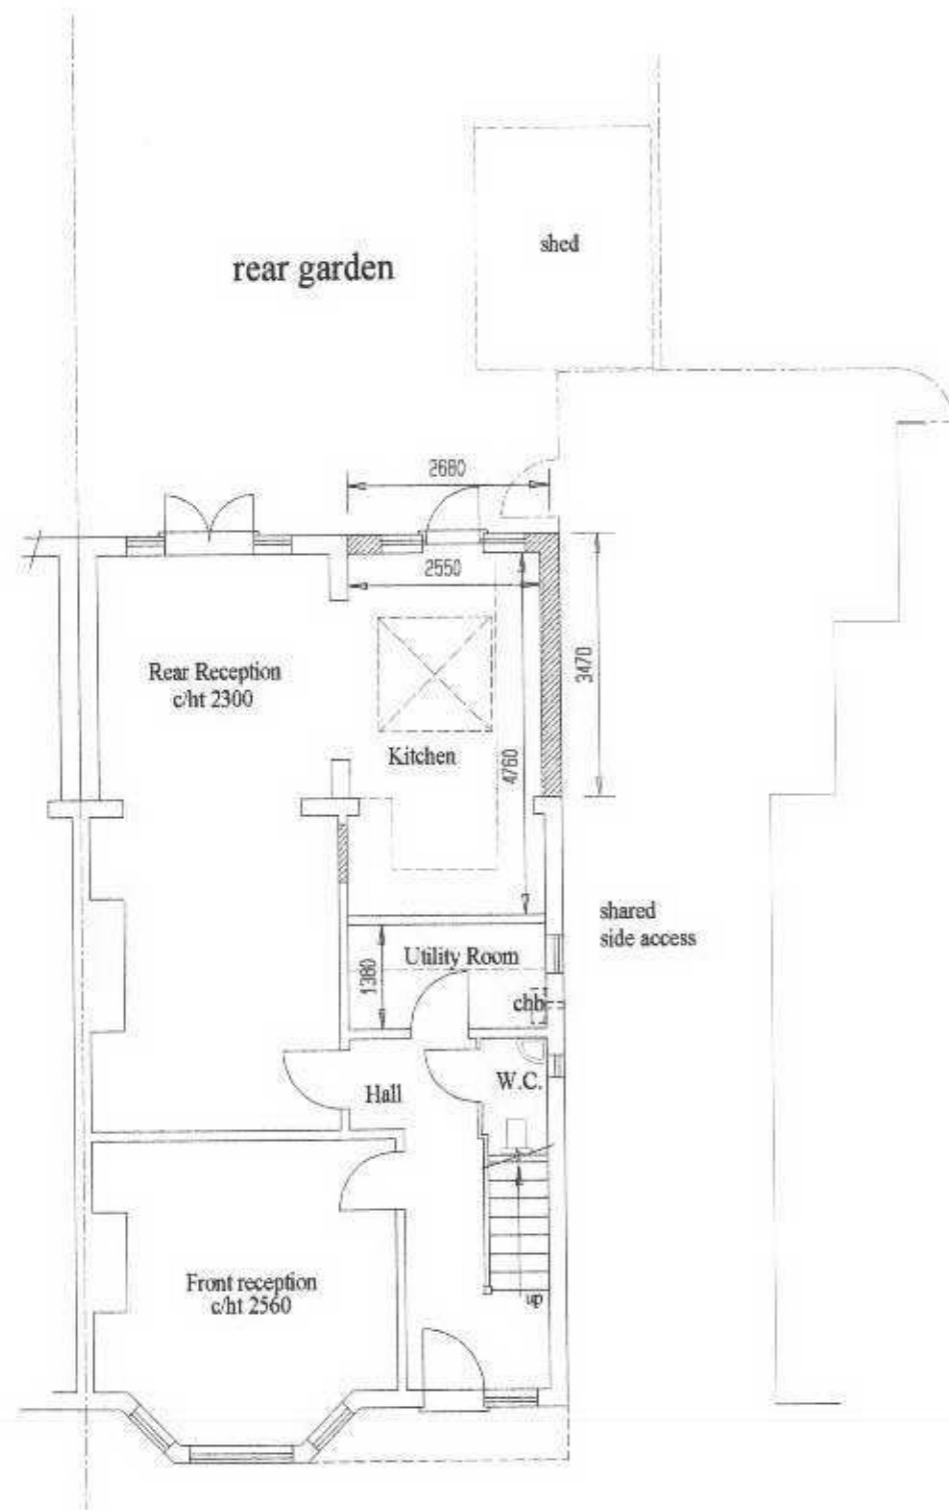 shed
rear garden
2680
2550
3470
Rear Reception
c/ht 2300
Kitchen
4760
shared
side access
Utility Room
1380
chb
W.C.
Hall
Front reception
c/ht 2560
up